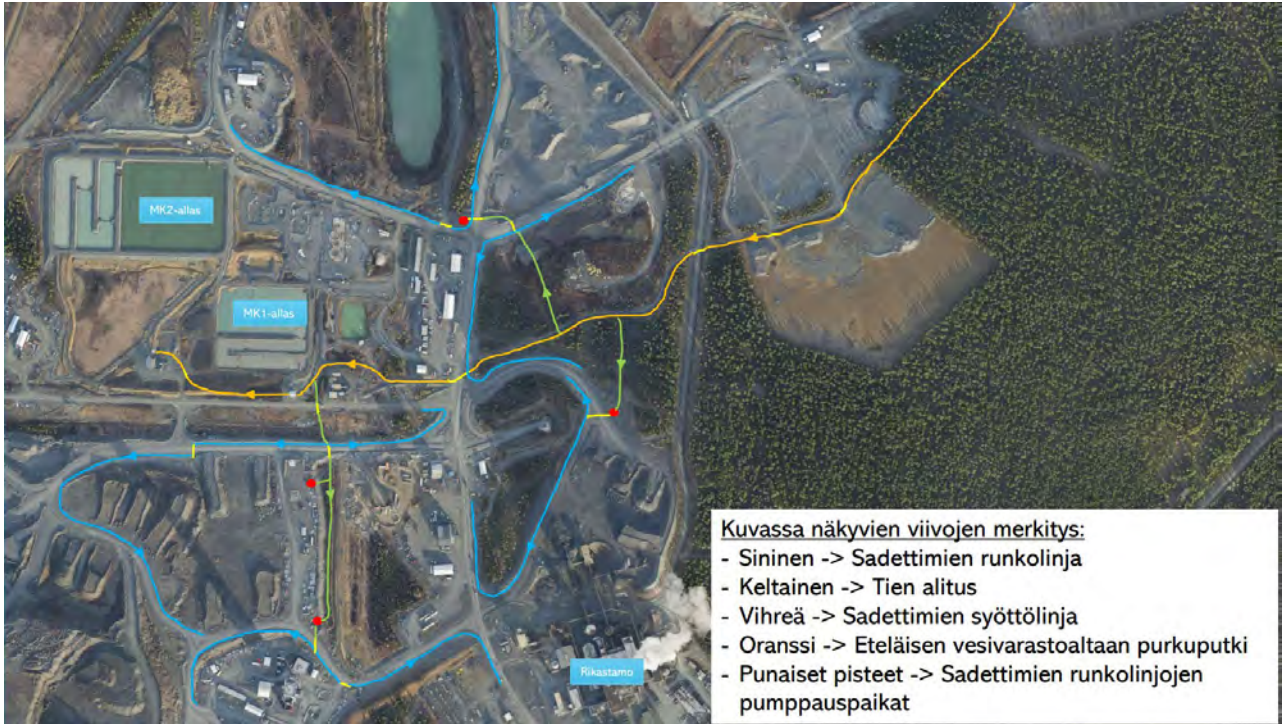 MK2-allas
MK1-allas
Rikastamo
Kuvassa näkyvien viivojen merkitys:
- Sininen -> Sadettimien runkolinja
- Keltainen -> Tien alitus
- Vihreä -> Sadettimien syöttölinja
- Oranssi -> Eteläisen vesivarastoaltaan purkuputki
- Punaiset pisteet -> Sadettimien runkolinjojen
pumppauspaikat